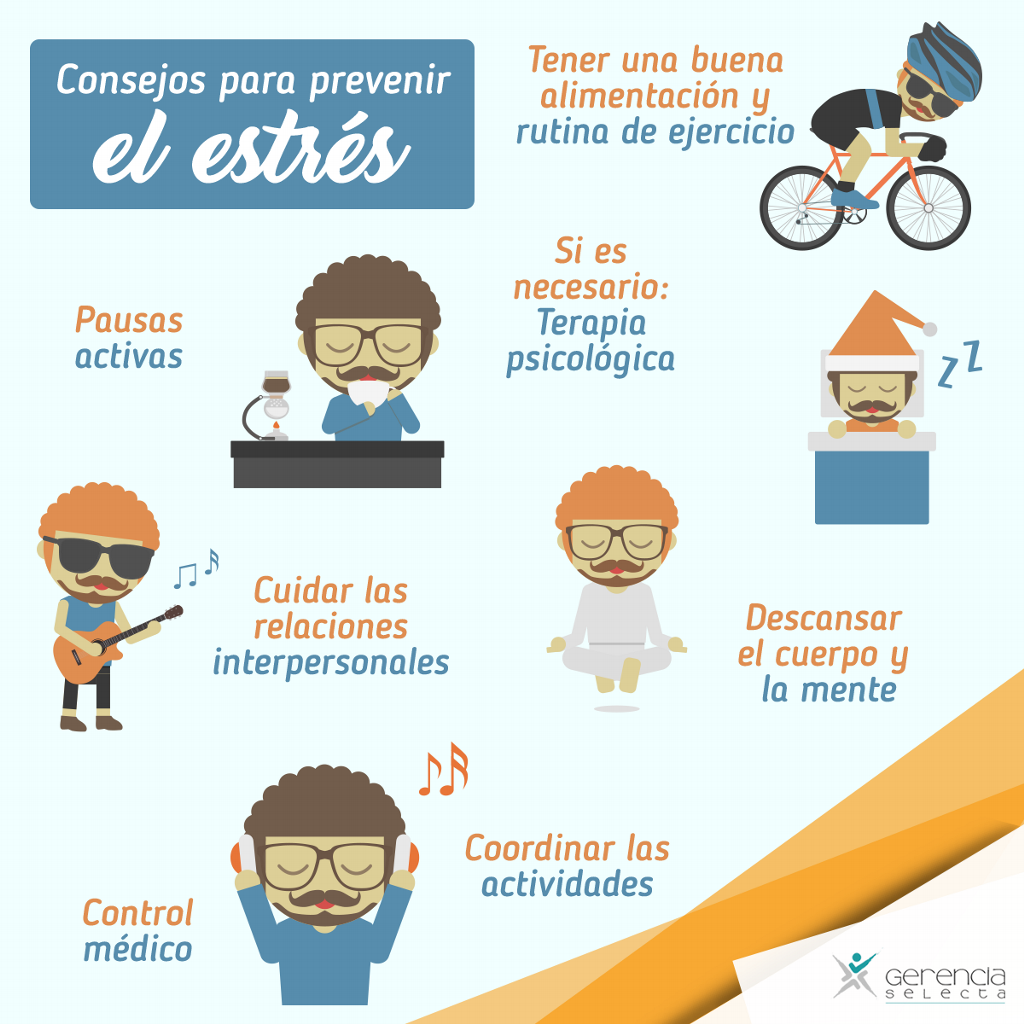 Consejos para prevenir
el estrés
Tener una buena
alimentación y
rutina de ejercicio
Pausas
activas
Si es
necesario:
Terapia
psicológica
Z Z
Cuidar las
relaciones
interpersonales
Descansar
el cuerpo y
la mente
Coordinar las
actividades
Control
médico
Gerencia
selecta